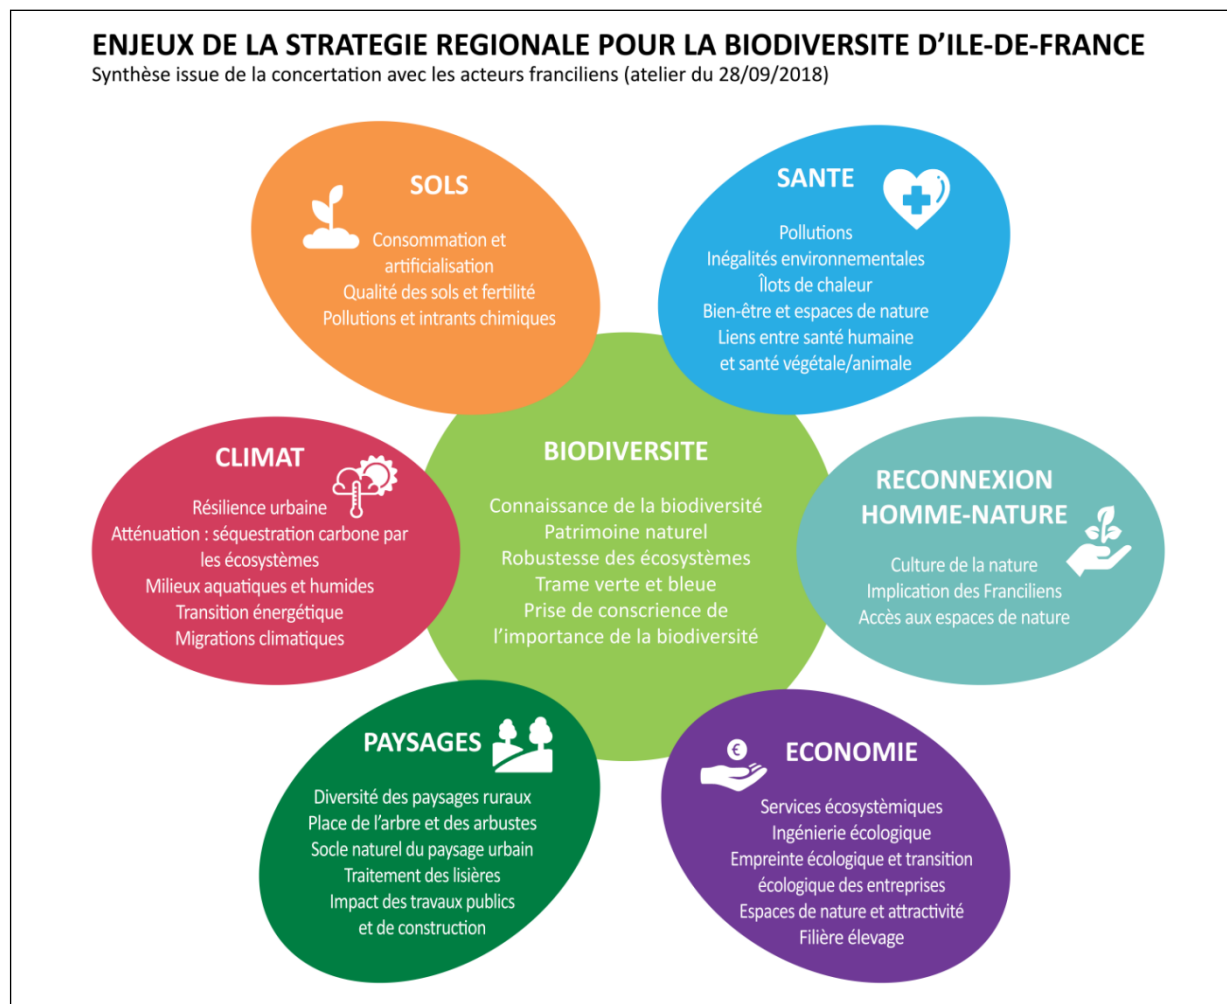 ENJEUX DE LA STRATEGIE REGIONALE POUR LA BIODIVERSITE D'ILE-DE-FRANCE
Synthèse issue de la concertation avec les acteurs franciliens (atelier du 28/09/2018)
SOLS
Consommation et
artificialisation
Qualité des sols et fertilité
Pollutions et intrants chimiques
SANTE
Pollutions
Inégalités environnementales
Îlots de chaleur
Bien-être et espaces de nature
Liens entre santé humaine
et santé végétale/animale
CLIMAT
Résilience urbaine
Atténuation : séquestration carbone par
les écosystèmes
Milieux aquatiques et humides
Transition énergétique
Migrations climatiques
BIODIVERSITE
Connaissance de la biodiversité
Patrimoine naturel
Robustesse des écosystèmes
Trame verte et bleue
Prise de conscrience de
l'importance de la biodiversité
RECONNEXION
HOMME-NATURE
Culture de la nature
Implication des Franciliens
Accès aux espaces de nature
PAYSAGES
Diversité des paysages ruraux
Place de l'arbre et des arbustes
Socle naturel du paysage urbain
Traitement des lisières
Impact des travaux publics
et de construction
€
ECONOMIE
Services écosystèmiques
Ingénierie écologique
Empreinte écologique et transition
écologique des entreprises
Espaces de nature et attractivité
Filière élevage